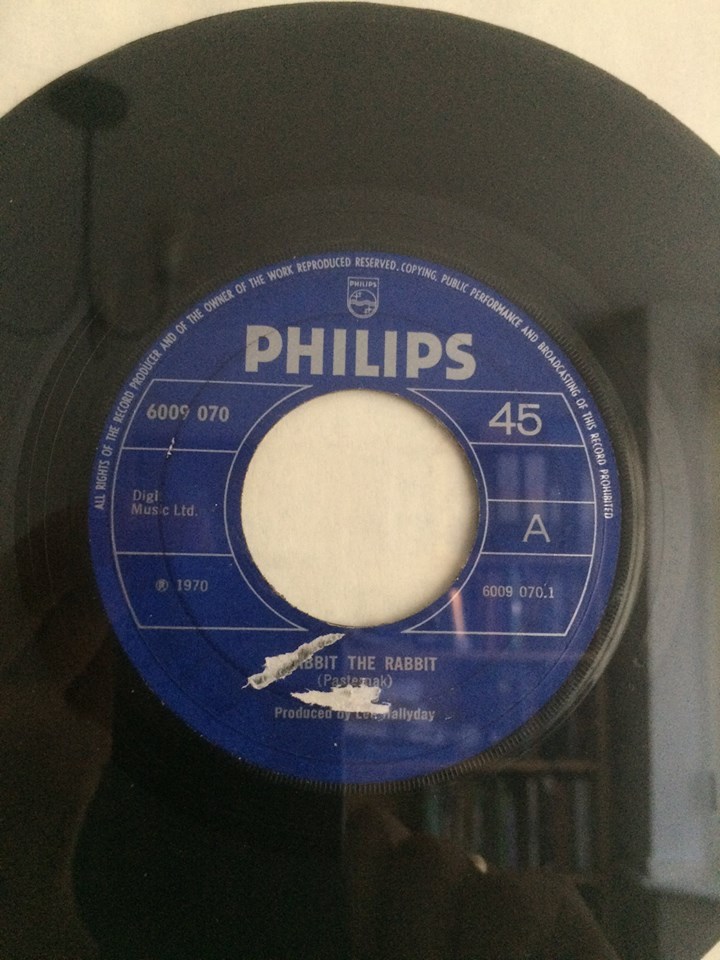 ALL RIGHTS OF THE RECORD PRODUCER AND OF THE OWNER OF THE WORK REPRODUCED RESERVED. COPYING, PUBLIC PERFORMANCE AND BROADCASTING OF THIS RECORD PROHIBITED
PHILIPS
PHILIPS
6009 070
45
Music Ltd.
A
℗ 1970
6009 070.1
THE RABBIT
Produced by